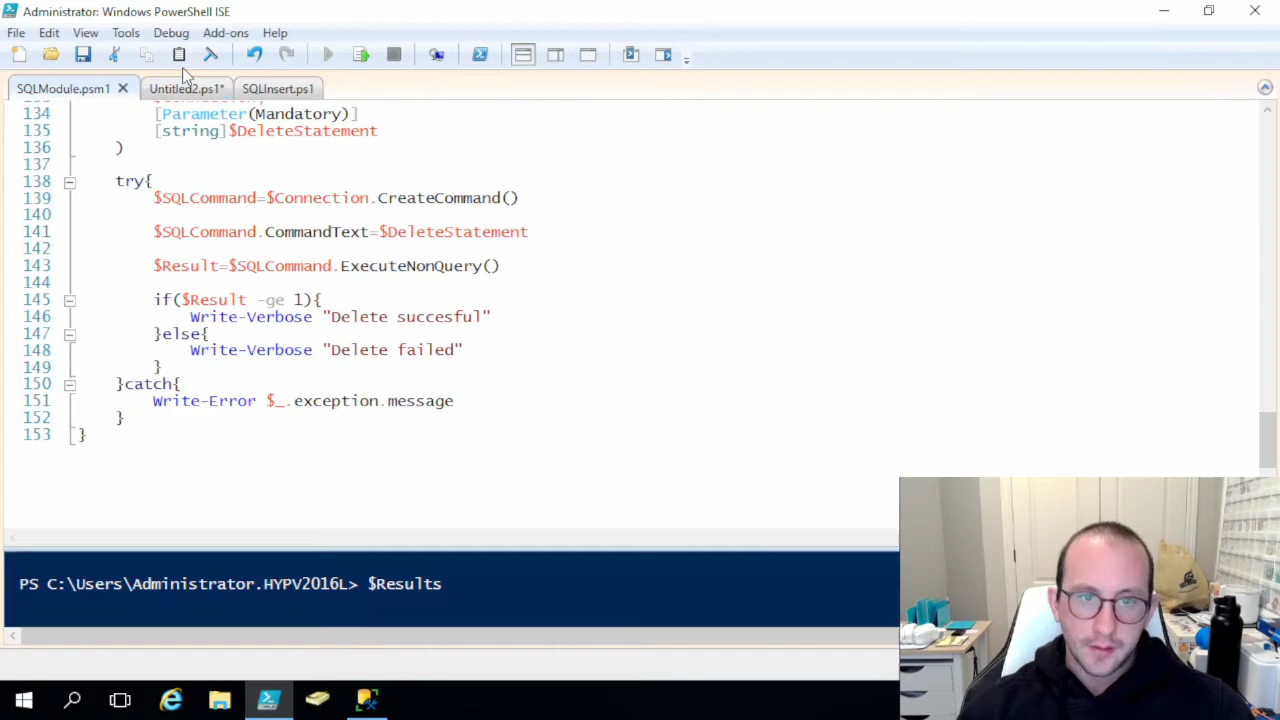 Administrator: Windows PowerShell ISE
File Edit View Tools Debug Add-ons Help
SQLModule.psm1 Untitled2.ps1* SQLInsert.ps1
134 [Parameter(Mandatory)]
135 [string]$DeleteStatement
136 )
137
138 try{
139 $SQLCommand=$Connection.CreateCommand()
140
141 $SQLCommand.CommandText=$DeleteStatement
142
143 $Result=$SQLCommand.ExecuteNonQuery()
144
145 if($Result -ge 1){
146 Write-Verbose "Delete succesful"
147 }else{
148 Write-Verbose "Delete failed"
149 }
150 }catch{
151 Write-Error $_.exception.message
152 }
153 }
PS C:\Users\Administrator.HYPV2016L> $Results